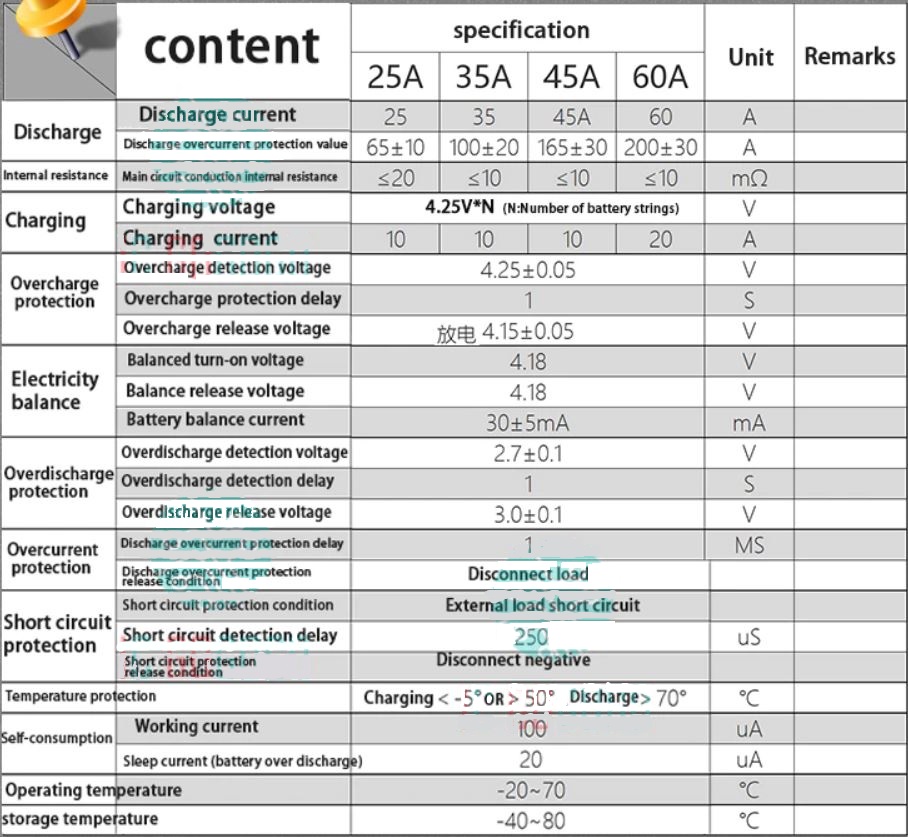 content
specification
Unit
Remarks
25A 35A 45A 60A
Discharge
Discharge current 25 35 45A 60 A
Discharge overcurrent protection value 65±10 100±20 165±30 200±30 A
Internal resistance Main circuit conduction internal resistance ≤20 ≤10 ≤10 ≤10 mΩ
Charging
Charging voltage 4.25V*N (N:Number of battery strings) V
Charging current 10 10 10 20 A
Overcharge
protection
Overcharge detection voltage 4.25±0.05 V
Overcharge protection delay 1 S
Overcharge release voltage 放电 4.15±0.05 V
Electricity
balance
Balanced turn-on voltage 4.18 V
Balance release voltage 4.18 V
Battery balance current 30±5mA mA
Overdischarge
protection
Overdischarge detection voltage 2.7±0.1 V
Overdischarge detection delay 1 S
Overdischarge release voltage 3.0±0.1 V
Overcurrent
protection
Discharge overcurrent protection delay 1 MS
Discharge overcurrent protection
release condition
Disconnect load
Short circuit
protection
Short circuit protection condition External load short circuit
Short circuit detection delay 250 uS
Short circuit protection
release condition
Disconnect negative
Temperature protection Charging < -5° OR > 50° Discharge> 70° °C
Self-consumption
Working current 100 uA
Sleep current (battery over discharge) 20 uA
Operating temperature -20~70 °C
storage temperature -40~80 °C